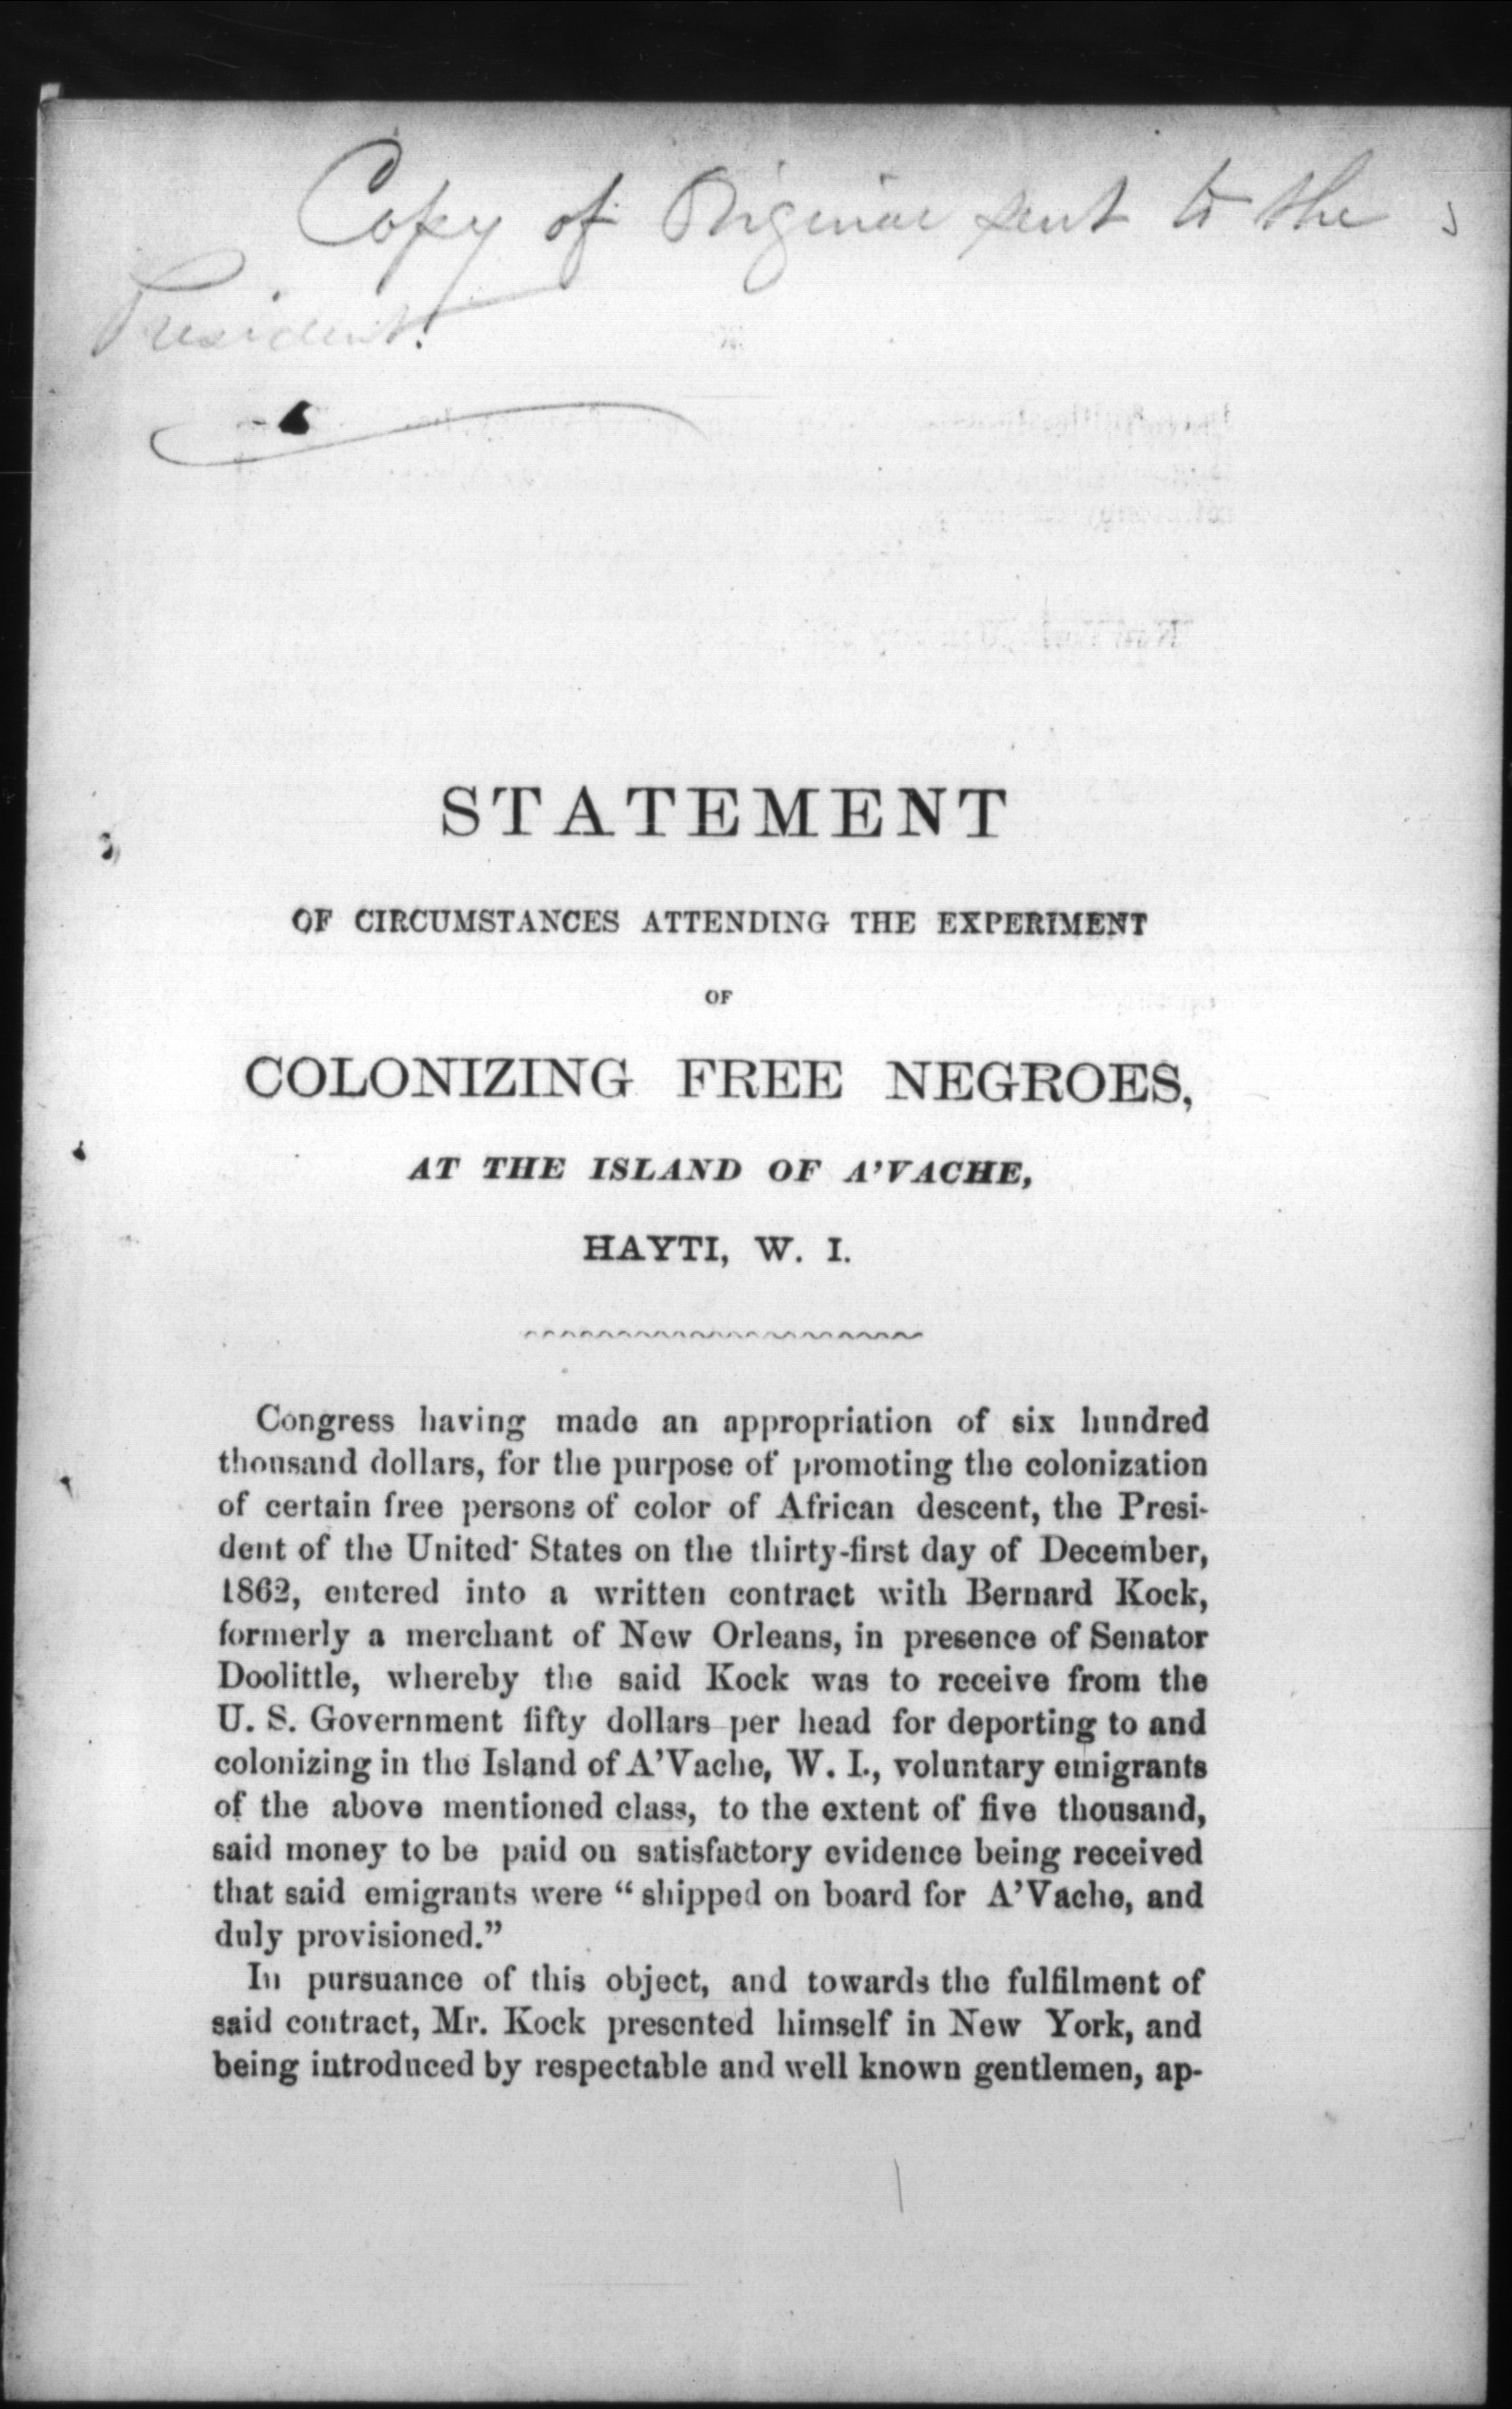 Copy of Original sent to the
President.
STATEMENT
OF CIRCUMSTANCES ATTENDING THE EXPERIMENT
OF
COLONIZING FREE NEGROES,
AT THE ISLAND OF A'VACHE,
HAYTI, W. I.
Congress having made an appropriation of six hundred
thousand dollars, for the purpose of promoting the colonization
of certain free persons of color of African descent, the Presi-
dent of the United States on the thirty-first day of December,
1862, entered into a written contract with Bernard Kock,
formerly a merchant of New Orleans, in presence of Senator
Doolittle, whereby the said Kock was to receive from the
U. S. Government fifty dollars per head for deporting to and
colonizing in the Island of A'Vache, W. I., voluntary emigrants
of the above mentioned class, to the extent of five thousand,
said money to be paid on satisfactory evidence being received
that said emigrants were “ shipped on board for A'Vache, and
duly provisioned.”
In pursuance of this object, and towards the fulfilment of
said contract, Mr. Kock presented himself in New York, and
being introduced by respectable and well known gentlemen, ap-